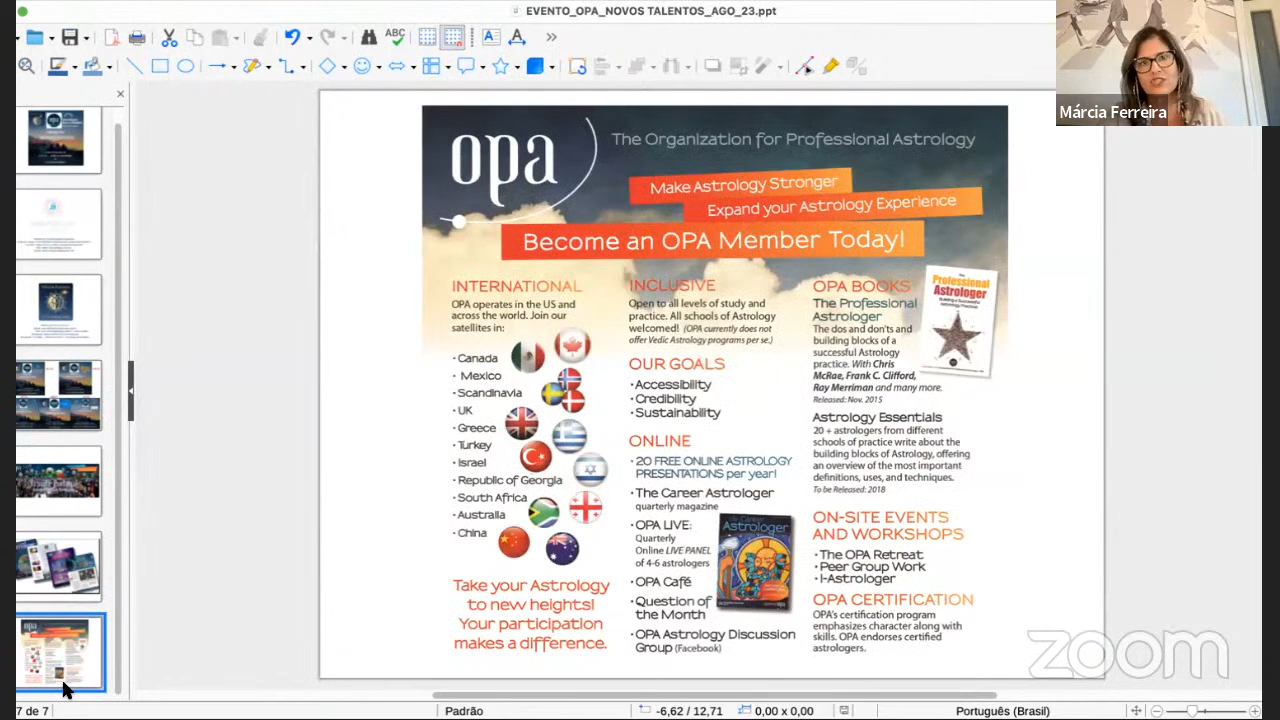 EVENTO_OPA_NOVOS TALENTOS_AGO_23.ppt
ABC
A
A
Márcia Ferreira
opa
The Organization for Professional Astrology
Make Astrology Stronger
Expand your Astrology Experience
Become an OPA Member Today!
INTERNATIONAL
OPA operates in the US and
across the world. Join our
satellites in:
• Canada
• Mexico
• Scandinavia
• UK
• Greece
• Turkey
• Israel
• Republic of Georgia
• South Africa
• Australia
• China
Take your Astrology
to new heights!
Your participation
makes a difference.
INCLUSIVE
Open to all levels of study and
practice. All schools of Astrology
welcomed! (OPA currently does not
offer Vedic Astrology programs per se.)
OUR GOALS
• Accessibility
• Credibility
• Sustainability
ONLINE
• 20 FREE ONLINE ASTROLOGY
PRESENTATIONS per year!
• The Career Astrologer
quarterly magazine
• OPA LIVE:
Quarterly
Online LIVE PANEL
of 4-6 astrologers
• OPA Café
• Question of
the Month
• OPA Astrology Discussion
Group (Facebook)
Astrologer
OPA BOOKS
The Professional
Astrologer
The dos and don'ts and
building blocks of a
successful Astrology
practice. With Chris
McRae, Frank C. Clifford,
Ray Merriman and many more.
Released: Nov. 2015
The
Professional
Astrologer
Astrology Essentials
20 + astrologers from different
schools of practice write about the
building blocks of Astrology, offering
an overview of the most important
definitions, uses, and techniques.
To be Released: 2018
ON-SITE EVENTS
AND WORKSHOPS
• The OPA Retreat
• Peer Group Work
• I-Astrologer
OPA CERTIFICATION
OPA's certification program
emphasizes character along with
skills. OPA endorses certified
astrologers.
zoom
7 de 7
Padrão
-6,62 / 12,71
0,00 x 0,00
Português (Brasil)